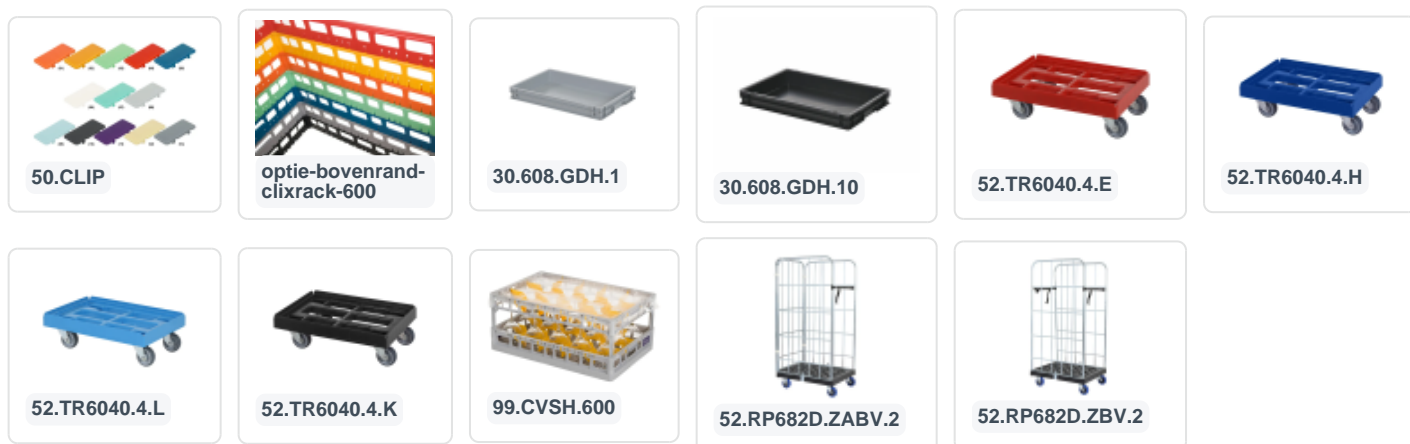 50.CLIP
optie-bovenrand-
clixrack-600
30.608.GDH.1
30.608.GDH.10
52.TR6040.4.E
52.TR6040.4.H
52.TR6040.4.L
52.TR6040.4.K
99.CVSH.600
52.RP682D.ZABV.2
52.RP682D.ZBV.2